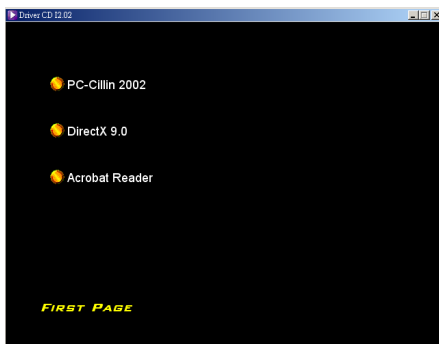 Driver CD I2.02
PC-Cillin 2002
DirectX 9.0
Acrobat Reader
First Page